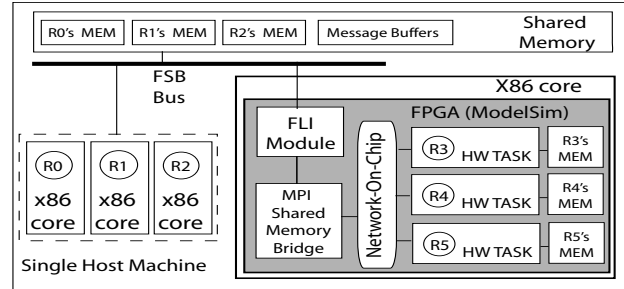 Shared
Memory
R0's MEM
R1's MEM
R2's MEM
Message Buffers
FSB
Bus
X86 core
FPGA (ModelSim)
FLI
Module
MPI
Shared
Memory
Bridge
Network-On-Chip
R3
HW TASK
R3's
MEM
R4
HW TASK
R4's
MEM
R5
HW TASK
R5's
MEM
R0
x86
core
R1
x86
core
R2
x86
core
Single Host Machine